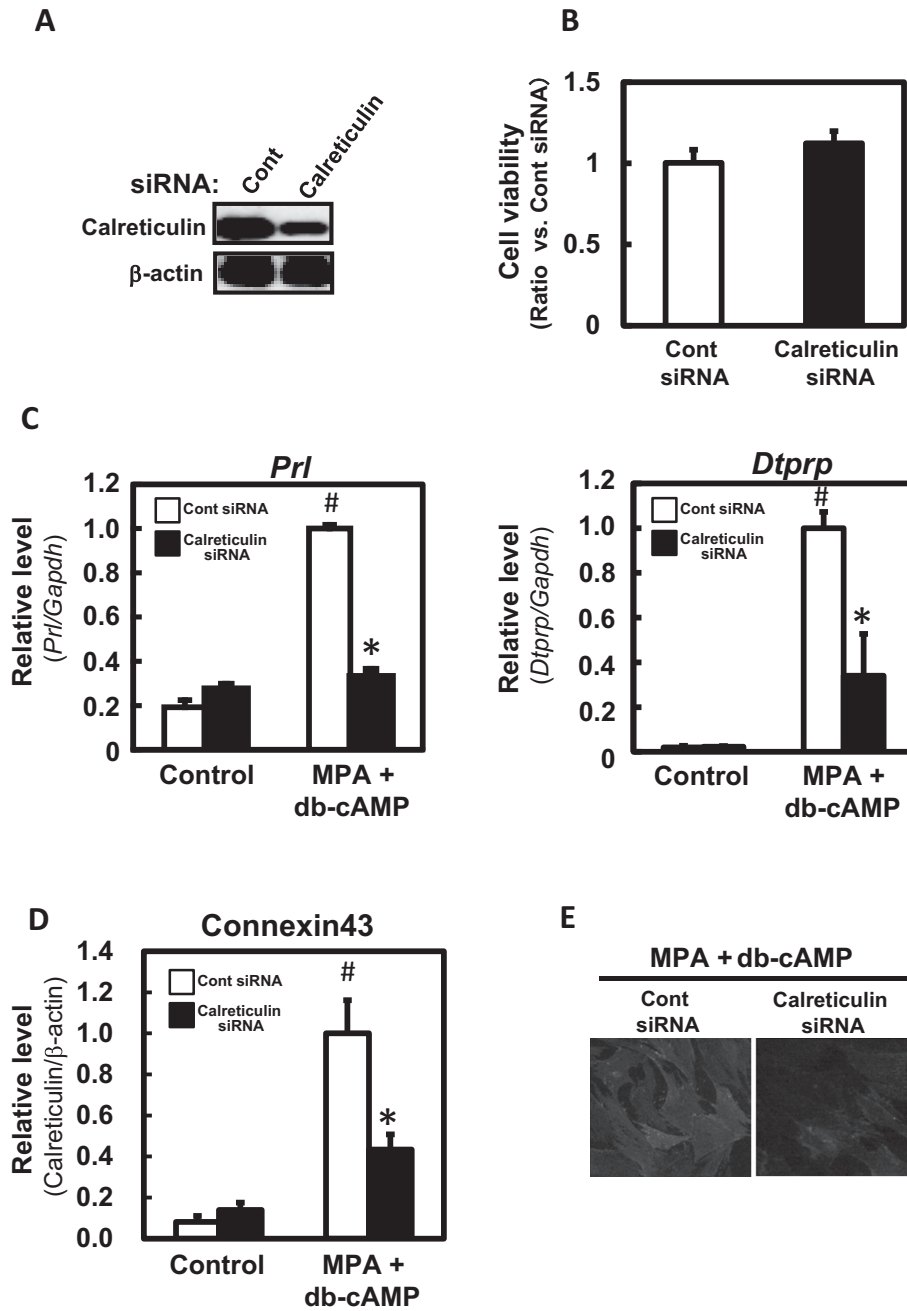 A
siRNA:
Cont
Calreticulin
Calreticulin
β-actin
B
Cell viability
(Ratio vs. Cont siRNA)
1.5
1
0.5
0
Cont
siRNA
Calreticulin
siRNA
C
Prl
Relative level
(Prl/Gapdh)
1.2
1.0
0.8
0.6
0.4
0.2
0
Cont siRNA
Calreticulin
siRNA
#
*
Control
MPA +
db-cAMP
Dtprp
Relative level
(Dtprp/Gapdh)
1.2
1.0
0.8
0.6
0.4
0.2
0
Cont siRNA
Calreticulin
siRNA
#
*
Control
MPA +
db-cAMP
D
Connexin43
Relative level
(Calreticulin/β-actin)
1.4
1.2
1.0
0.8
0.6
0.4
0.2
0.0
Cont siRNA
Calreticulin
siRNA
#
*
Control
MPA +
db-cAMP
E
MPA + db-cAMP
Cont
siRNA
Calreticulin
siRNA